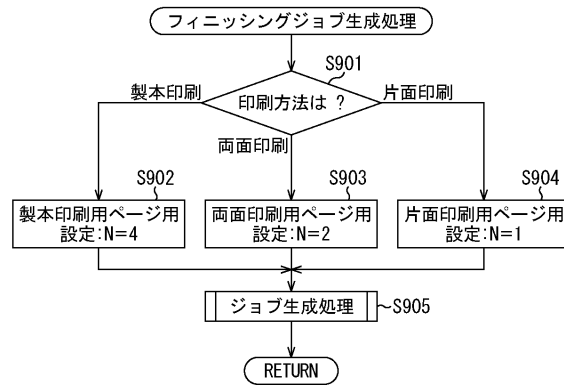 フィニッシングジョブ生成処理
S901
印刷方法は ?
製本印刷
片面印刷
両面印刷
S902
製本印刷用ページ用
設定:N=4
S903
両面印刷用ページ用
設定:N=2
S904
片面印刷用ページ用
設定:N=1
ジョブ生成処理
S905
RETURN